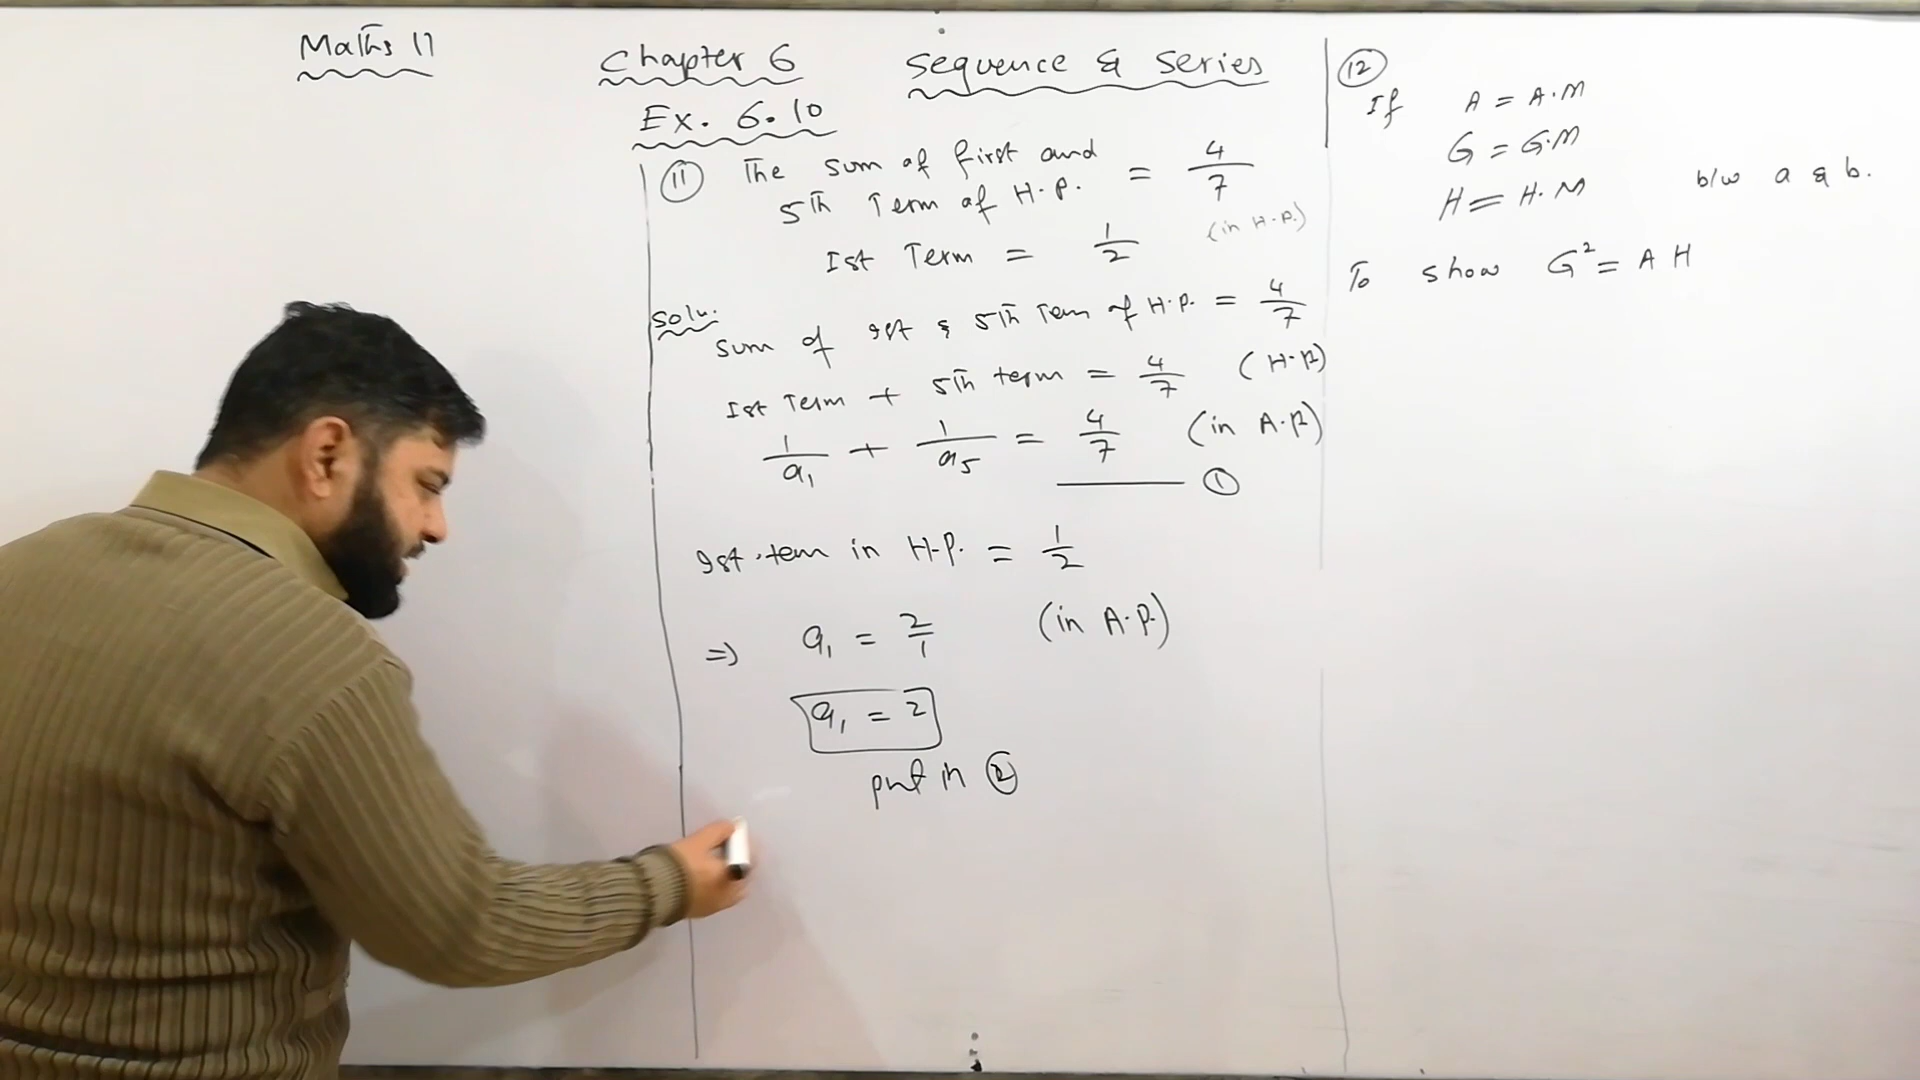 Maths 11
Chapter 6 Sequence & Series
Ex. 6.10
11 The sum of first and
5th Term of H.P. = 4/7
Ist Term = 1/2 (in H.P.)
Solu.
Sum of Ist & 5th Term of H.P. = 4/7
Ist Term + 5th term = 4/7 (H.P)
1/a₁ + 1/a₅ = 4/7 (in A.P)
1
Ist term in H.P. = 1/2
=> a₁ = 2/1 (in A.P.)
a₁ = 2
put in 2
12
If A = A.M
G = G.M
H = H.M b/w a & b.
To show G² = A H